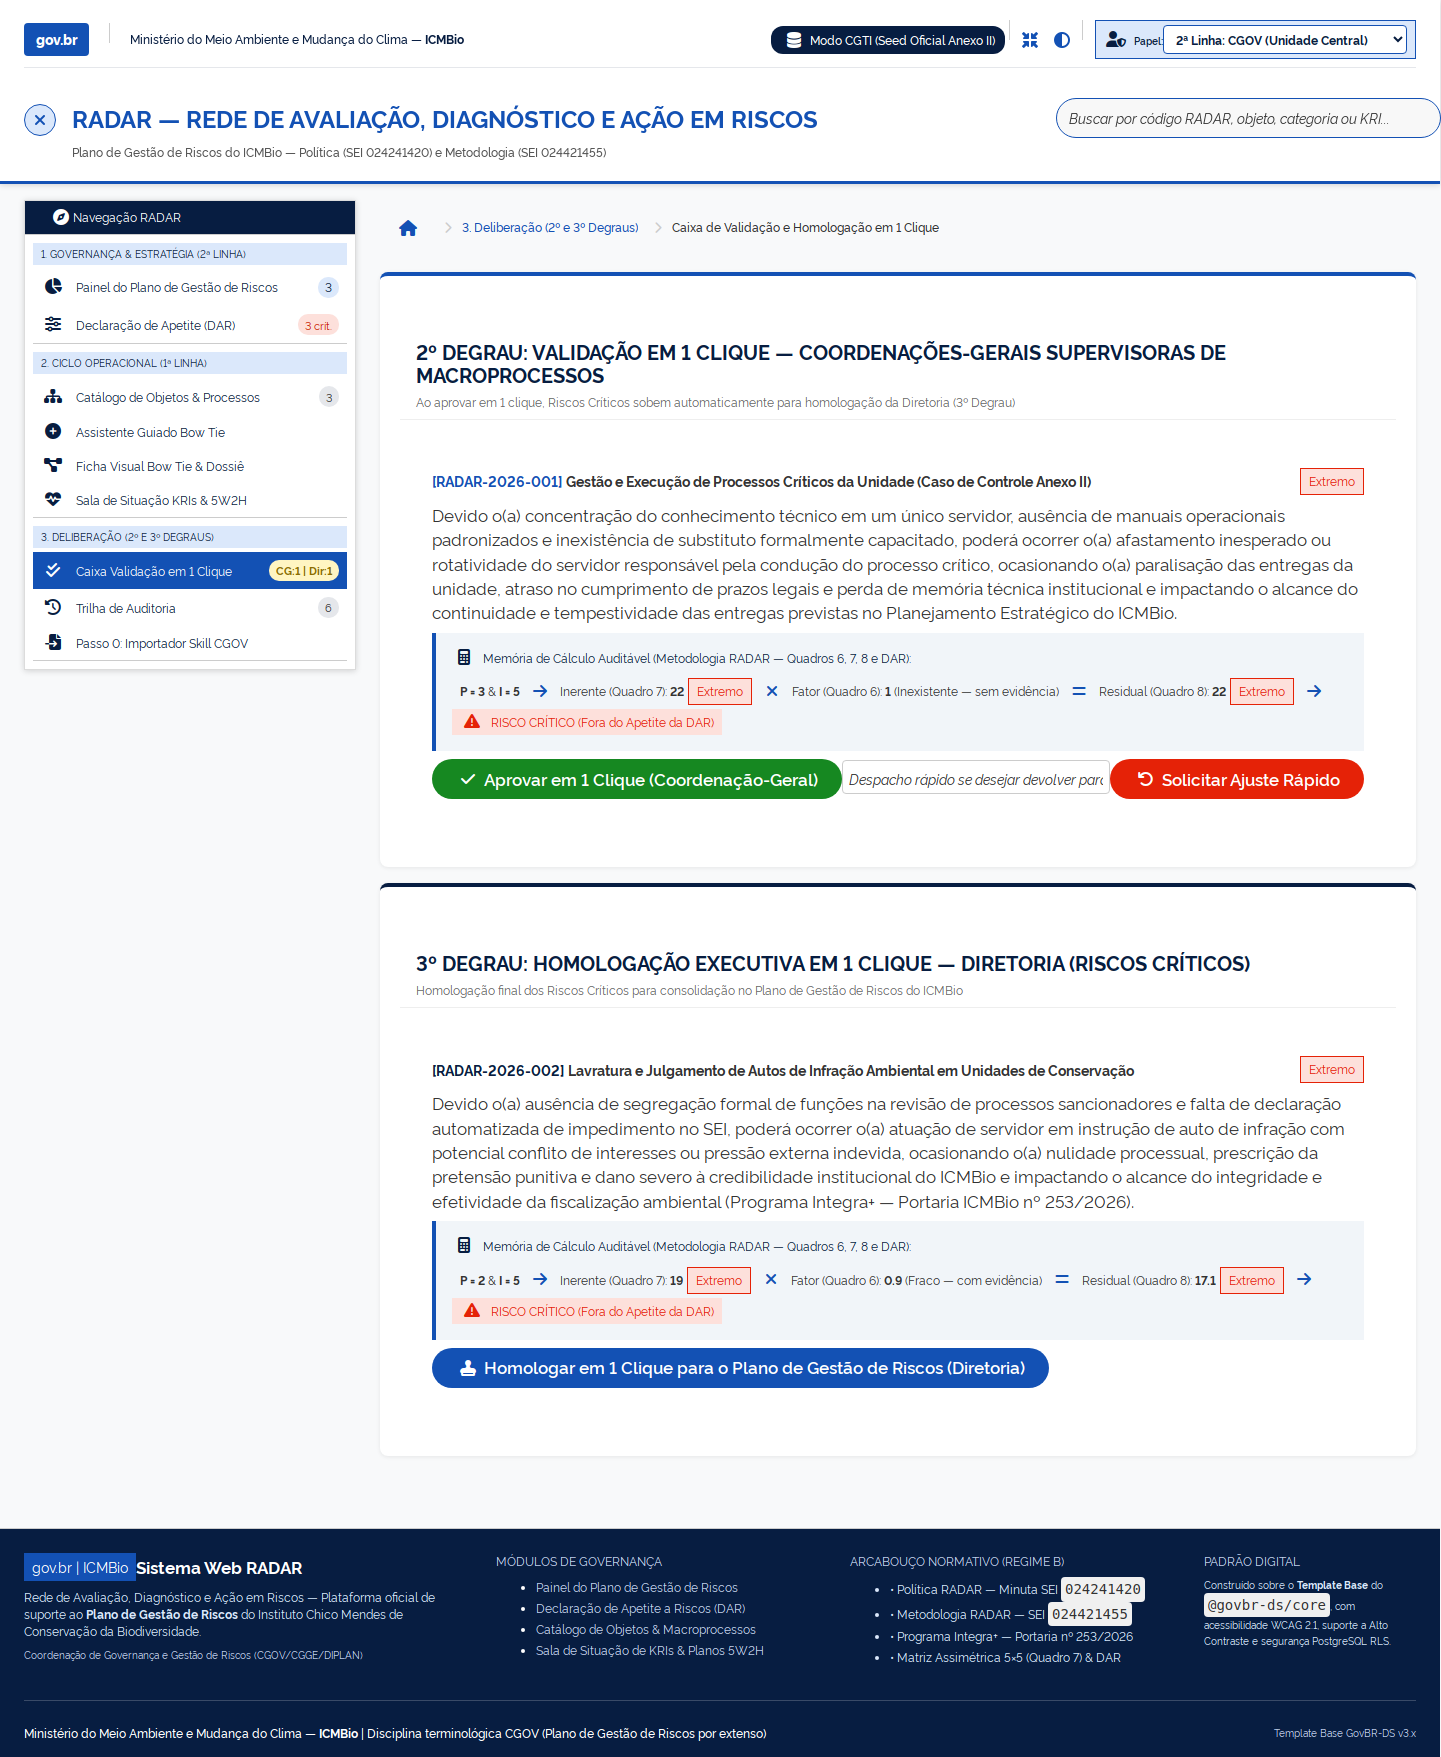 gov.br
Ministério do Meio Ambiente e Mudança do Clima — ICMBio
Modo CGTI (Seed Oficial Anexo II)
Papel:
2ª Linha: CGOV (Unidade Central)
RADAR — REDE DE AVALIAÇÃO, DIAGNÓSTICO E AÇÃO EM RISCOS
Buscar por código RADAR, objeto, categoria ou KRI...
Plano de Gestão de Riscos do ICMBio — Política (SEI 024241420) e Metodologia (SEI 024421455)
Navegação RADAR
1. GOVERNANÇA & ESTRATÉGIA (2ª LINHA)
Painel do Plano de Gestão de Riscos 3
Declaração de Apetite (DAR) 3 crit.
2. CICLO OPERACIONAL (1ª LINHA)
Catálogo de Objetos & Processos 3
Assistente Guiado Bow Tie
Ficha Visual Bow Tie & Dossiê
Sala de Situação KRIs & 5W2H
3. DELIBERAÇÃO (2º E 3º DEGRAUS)
Caixa Validação em 1 Clique CG:1 | Dir:1
Trilha de Auditoria 6
Passo 0: Importador Skill CGOV
3. Deliberação (2º e 3º Degraus)
Caixa de Validação e Homologação em 1 Clique
2º DEGRAU: VALIDAÇÃO EM 1 CLIQUE — COORDENAÇÕES-GERAIS SUPERVISORAS DE
MACROPROCESSOS
Ao aprovar em 1 clique, Riscos Críticos sobem automaticamente para homologação da Diretoria (3º Degrau)
[RADAR-2026-001] Gestão e Execução de Processos Críticos da Unidade (Caso de Controle Anexo II)
Extremo
Devido o(a) concentração do conhecimento técnico em um único servidor, ausência de manuais operacionais
padronizados e inexistência de substituto formalmente capacitado, poderá ocorrer o(a) afastamento inesperado ou
rotatividade do servidor responsável pela condução do processo crítico, ocasionando o(a) paralisação das entregas da
unidade, atraso no cumprimento de prazos legais e perda de memória técnica institucional e impactando o alcance do
continuidade e tempestividade das entregas previstas no Planejamento Estratégico do ICMBio.
Memória de Cálculo Auditável (Metodologia RADAR — Quadros 6, 7, 8 e DAR):
P = 3 & I = 5 → Inerente (Quadro 7): 22 Extremo × Fator (Quadro 6): 1 (Inexistente — sem evidência) = Residual (Quadro 8): 22 Extremo →
RISCO CRÍTICO (Fora do Apetite da DAR)
Aprovar em 1 Clique (Coordenação-Geral)
Despacho rápido se desejar devolver par
Solicitar Ajuste Rápido
3º DEGRAU: HOMOLOGAÇÃO EXECUTIVA EM 1 CLIQUE — DIRETORIA (RISCOS CRÍTICOS)
Homologação final dos Riscos Críticos para consolidação no Plano de Gestão de Riscos do ICMBio
[RADAR-2026-002] Lavratura e Julgamento de Autos de Infração Ambiental em Unidades de Conservação
Extremo
Devido o(a) ausência de segregação formal de funções na revisão de processos sancionadores e falta de declaração
automatizada de impedimento no SEI, poderá ocorrer o(a) atuação de servidor em instrução de auto de infração com
potencial conflito de interesses ou pressão externa indevida, ocasionando o(a) nulidade processual, prescrição da
pretensão punitiva e dano severo à credibilidade institucional do ICMBio e impactando o alcance do integridade e
efetividade da fiscalização ambiental (Programa Integra+ — Portaria ICMBio nº 253/2026).
Memória de Cálculo Auditável (Metodologia RADAR — Quadros 6, 7, 8 e DAR):
P = 2 & I = 5 → Inerente (Quadro 7): 19 Extremo × Fator (Quadro 6): 0.9 (Fraco — com evidência) = Residual (Quadro 8): 17.1 Extremo →
RISCO CRÍTICO (Fora do Apetite da DAR)
Homologar em 1 Clique para o Plano de Gestão de Riscos (Diretoria)
gov.br | ICMBio Sistema Web RADAR
Rede de Avaliação, Diagnóstico e Ação em Riscos — Plataforma oficial de
suporte ao Plano de Gestão de Riscos do Instituto Chico Mendes de
Conservação da Biodiversidade.
Coordenação de Governança e Gestão de Riscos (CGOV/CGGE/DIPLAN)
MÓDULOS DE GOVERNANÇA
• Painel do Plano de Gestão de Riscos
• Declaração de Apetite a Riscos (DAR)
• Catálogo de Objetos & Macroprocessos
• Sala de Situação de KRIs & Planos 5W2H
ARCABOUÇO NORMATIVO (REGIME B)
• • Política RADAR — Minuta SEI 024241420
• • Metodologia RADAR — SEI 024421455
• • Programa Integra+ — Portaria nº 253/2026
• • Matriz Assimétrica 5×5 (Quadro 7) & DAR
PADRÃO DIGITAL
Construído sobre o Template Base do
@govbr-ds/core, com
acessibilidade WCAG 2.1, suporte a Alto
Contraste e segurança PostgreSQL RLS.
Ministério do Meio Ambiente e Mudança do Clima — ICMBio | Disciplina terminológica CGOV (Plano de Gestão de Riscos por extenso)
Template Base GovBR-DS v3.x